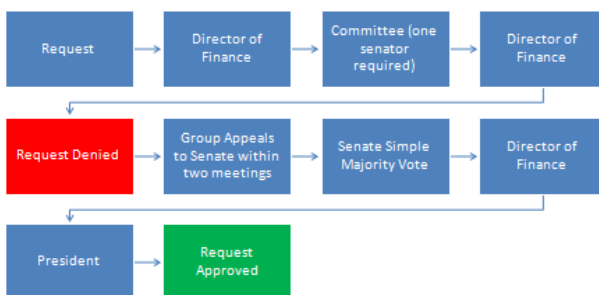 Request
Director of
Finance
Committee (one
senator
required)
Director of
Finance
Request Denied
Group Appeals
to Senate within
two meetings
Senate Simple
Majority Vote
Director of
Finance
President
Request
Approved